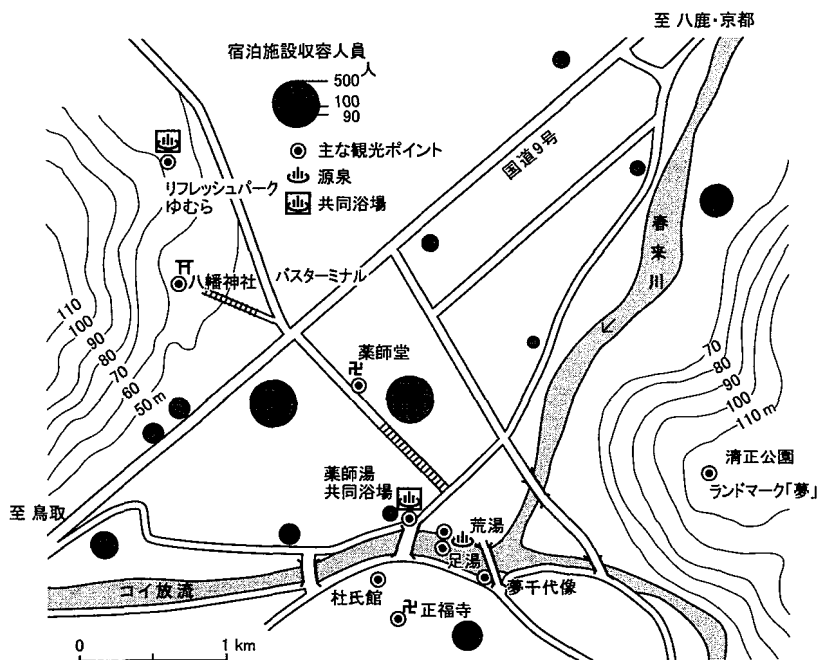 至 八鹿・京都
宿泊施設収容人員
500人
100
90
主な観光ポイント
源泉
共同浴場
国道9号
リフレッシュパーク
ゆむら
八幡神社
バスターミナル
春来川
薬師堂
110
100
90
80
70
60
50m
70
80
90
100
110m
清正公園
ランドマーク「夢」
薬師湯
共同浴場
至 鳥取
荒湯
足湯
コイ放流
杜氏館
夢千代像
正福寺
0
1 km